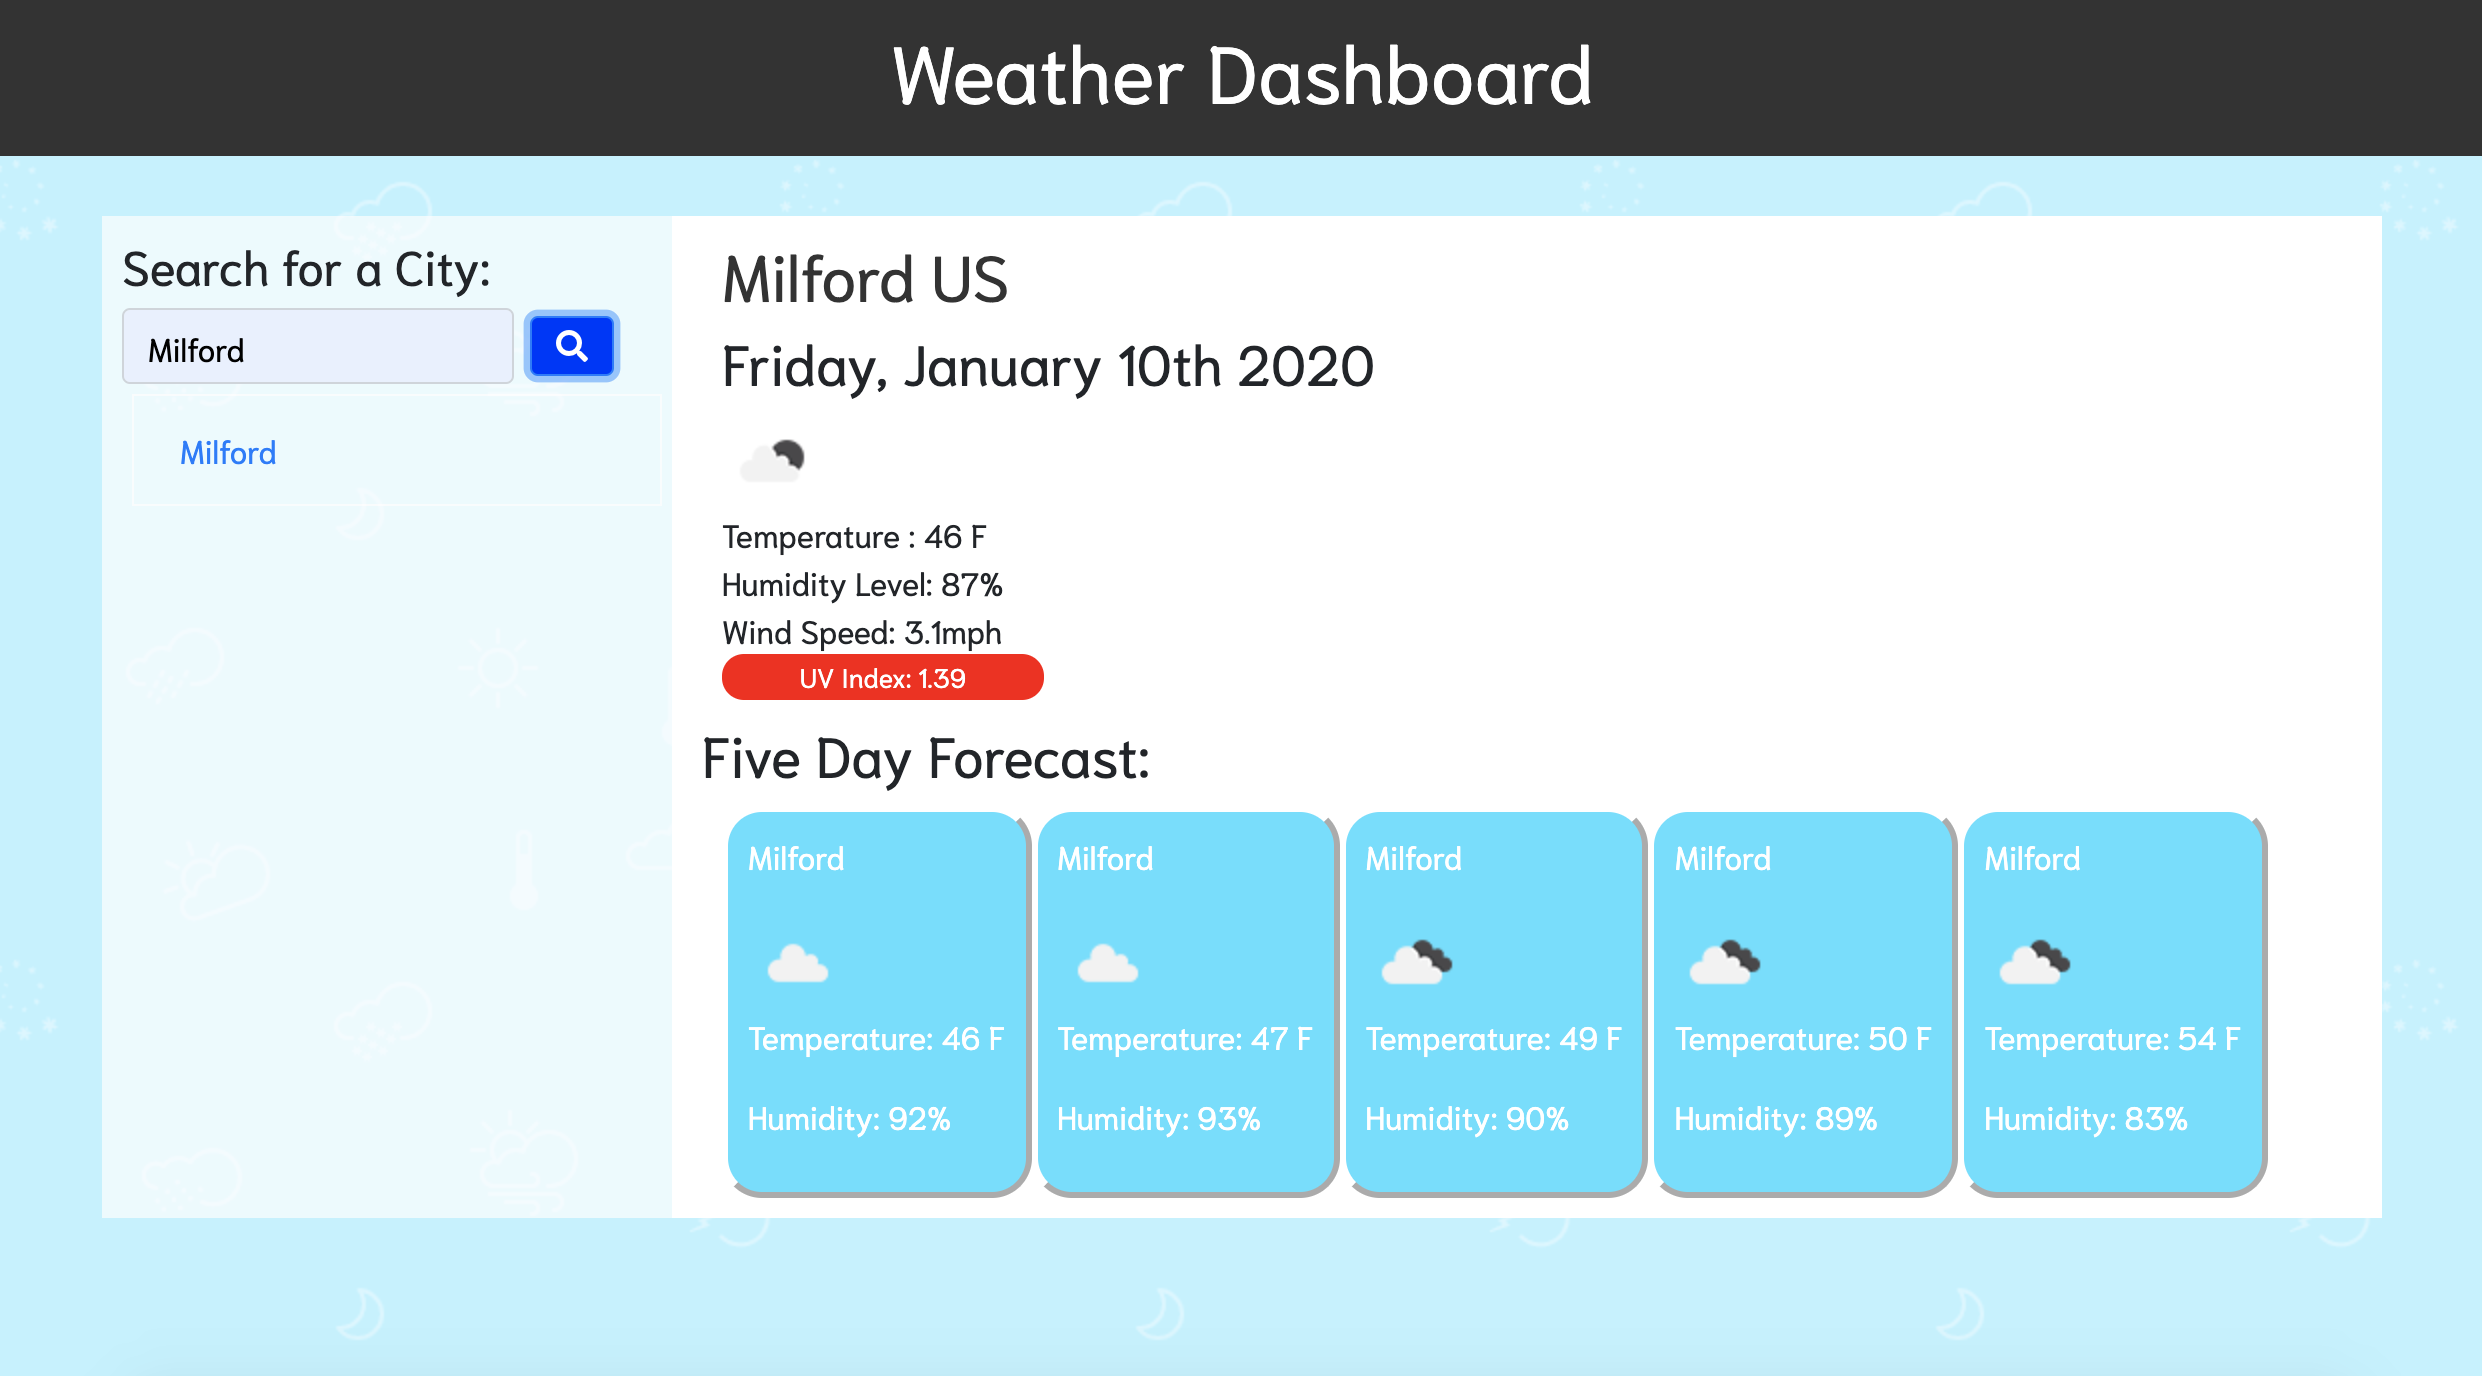 Weather Dashboard
Search for a City:
Milford
Milford
Milford US
Friday, January 10th 2020
Temperature : 46 F
Humidity Level: 87%
Wind Speed: 3.1mph
UV Index: 1.39
Five Day Forecast:
Milford
Temperature: 46 F
Humidity: 92%
Milford
Temperature: 47 F
Humidity: 93%
Milford
Temperature: 49 F
Humidity: 90%
Milford
Temperature: 50 F
Humidity: 89%
Milford
Temperature: 54 F
Humidity: 83%